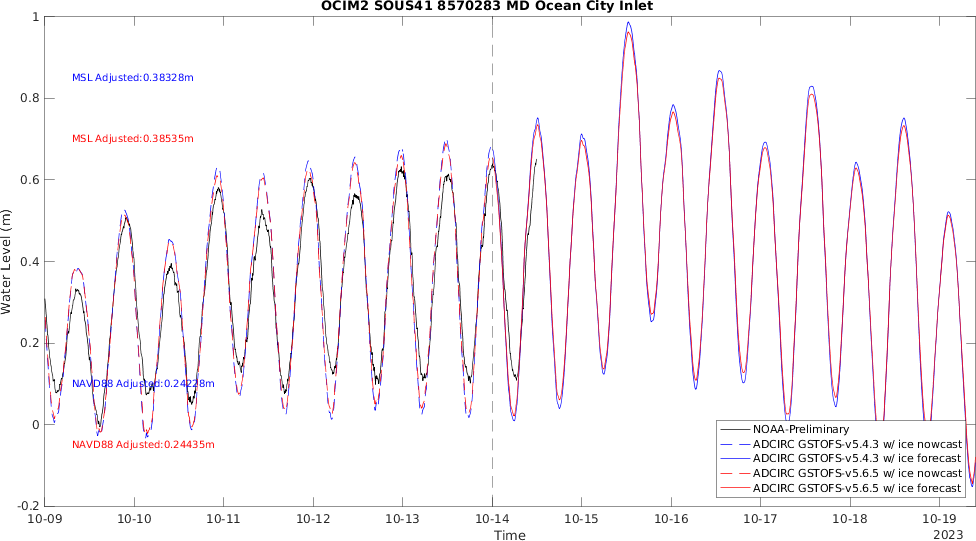 OCIM2 SOUS41 8570283 MD Ocean City Inlet
1
0.8
0.6
0.4
0.2
0
-0.2
Water Level (m)
MSL Adjusted:0.38328m
MSL Adjusted:0.38535m
NAVD88 Adjusted:0.24228m
NAVD88 Adjusted:0.24435m
NOAA-Preliminary
ADCIRC GSTOFS-v5.4.3 w/ ice nowcast
ADCIRC GSTOFS-v5.4.3 w/ ice forecast
ADCIRC GSTOFS-v5.6.5 w/ ice nowcast
ADCIRC GSTOFS-v5.6.5 w/ ice forecast
10-09 10-10 10-11 10-12 10-13 10-14 10-15 10-16 10-17 10-18 10-19
Time
2023